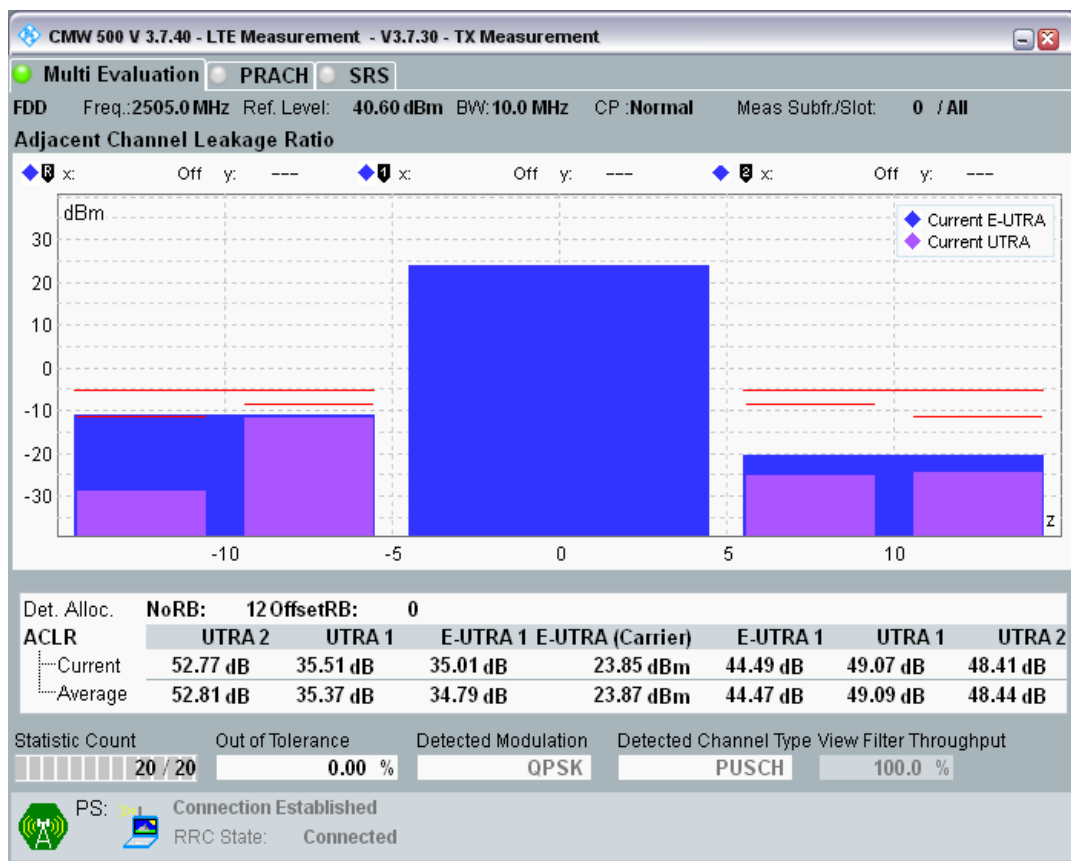 CMW 500 V 3.7.40 - LTE Measurement - V3.7.30 - TX Measurement
Multi Evaluation PRACH SRS
FDD Freq.:2505.0 MHz Ref. Level: 40.60 dBm BW:10.0 MHz CP :Normal Meas Subfr./Slot: 0 / All
Adjacent Channel Leakage Ratio
R x: Off y: --- 1 x: Off y: --- 2 x: Off y: ---
dBm
Current E-UTRA
Current UTRA
30
20
10
0
-10
-20
-30
z
-10 -5 0 5 10
Det. Alloc. NoRB: 12 OffsetRB: 0
ACLR UTRA 2 UTRA 1 E-UTRA 1 E-UTRA (Carrier) E-UTRA 1 UTRA 1 UTRA 2
Current 52.77 dB 35.51 dB 35.01 dB 23.85 dBm 44.49 dB 49.07 dB 48.41 dB
Average 52.81 dB 35.37 dB 34.79 dB 23.87 dBm 44.47 dB 49.09 dB 48.44 dB
Statistic Count Out of Tolerance Detected Modulation Detected Channel Type View Filter Throughput
20 / 20 0.00 % QPSK PUSCH 100.0 %
PS: Connection Established
RRC State: Connected